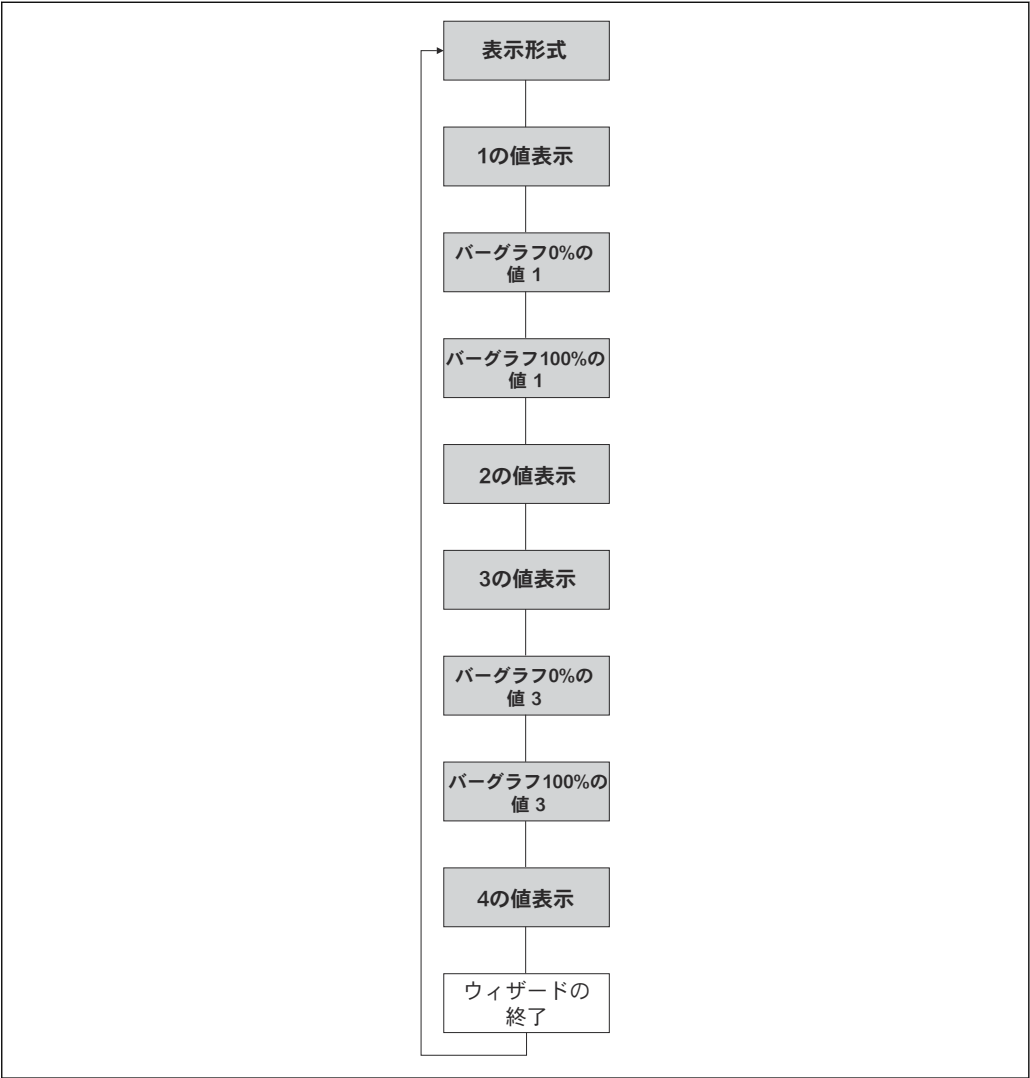 表示形式
1の値表示
バーグラフ0%の
値 1
バーグラフ100%の
値 1
2の値表示
3の値表示
バーグラフ0%の
値 3
バーグラフ100%の
値 3
4の値表示
ウィザードの
終了